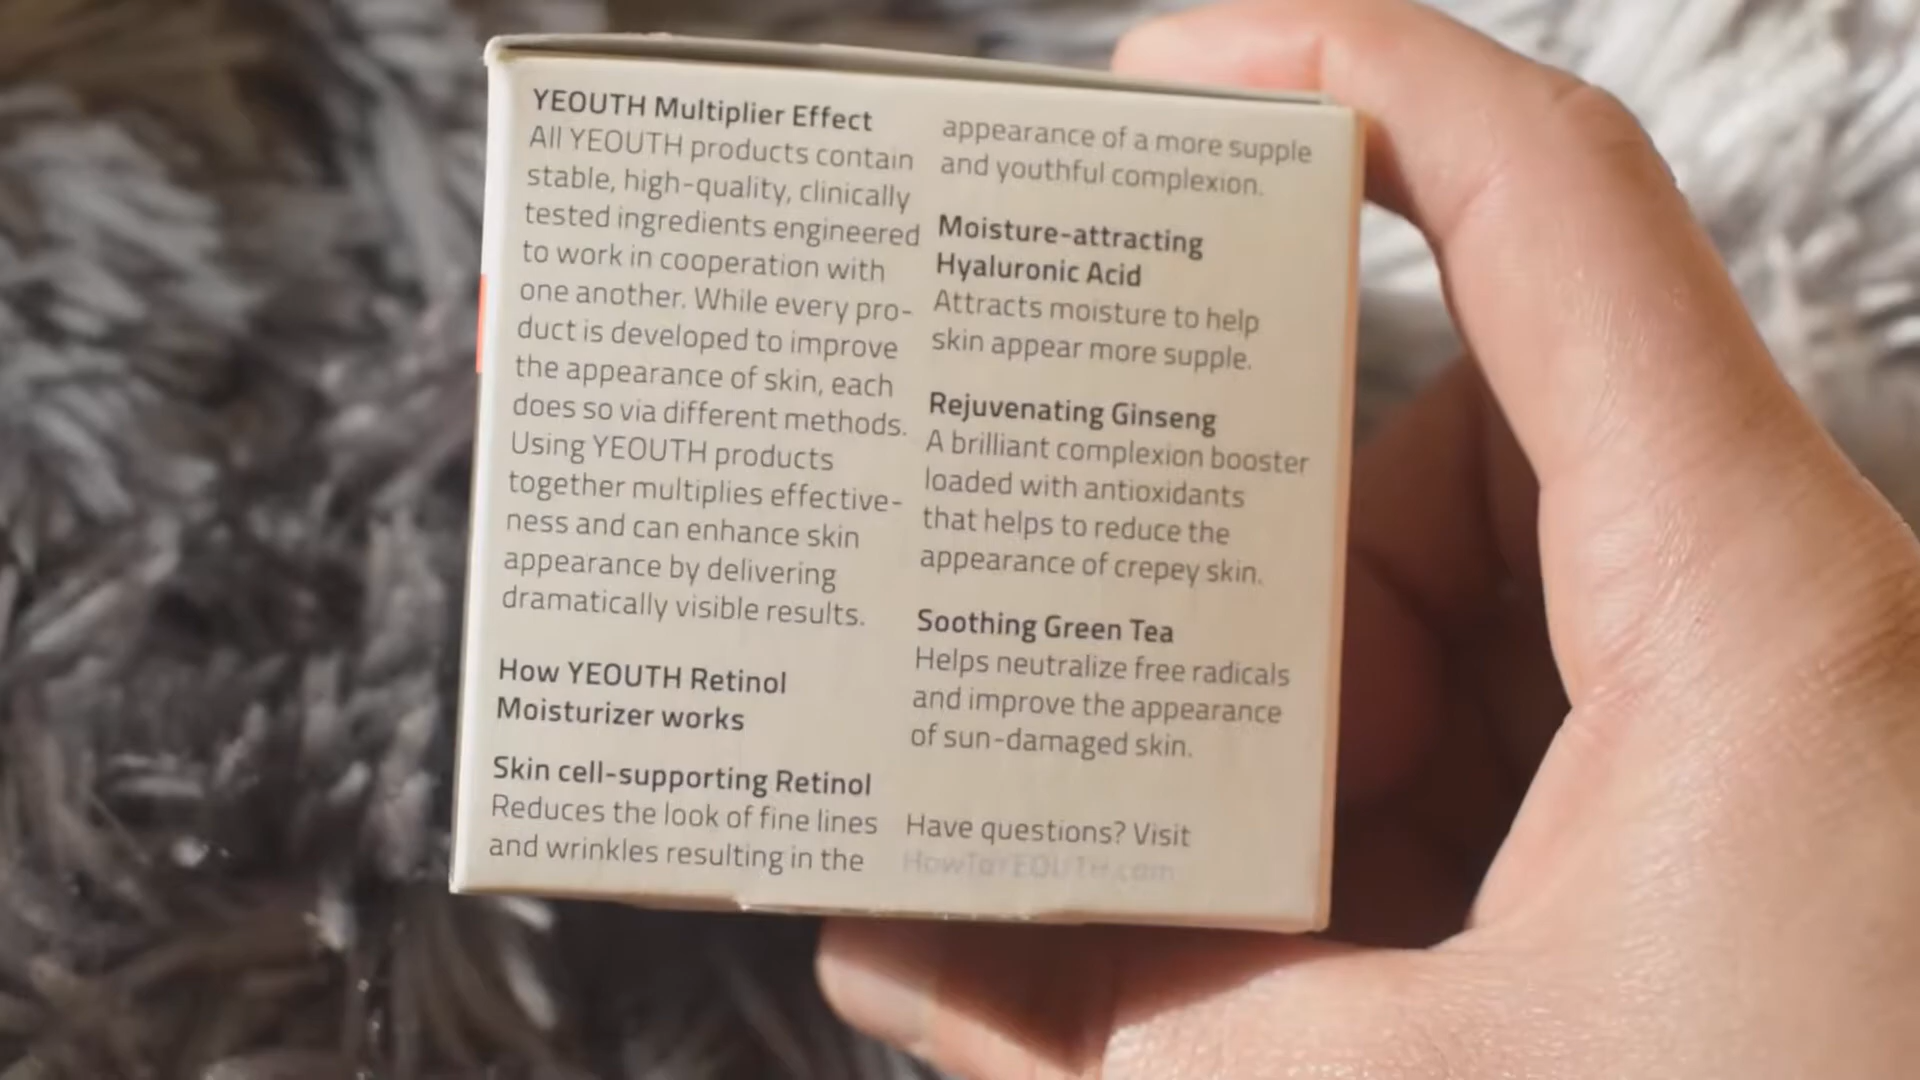 YEOUTH Multiplier Effect
All YEOUTH products contain
stable, high-quality, clinically
tested ingredients engineered
to work in cooperation with
one another. While every pro-
duct is developed to improve
the appearance of skin, each
does so via different methods.
Using YEOUTH products
together multiplies effective-
ness and can enhance skin
appearance by delivering
dramatically visible results.
How YEOUTH Retinol
Moisturizer works
Skin cell-supporting Retinol
Reduces the look of fine lines
and wrinkles resulting in the
appearance of a more supple
and youthful complexion.
Moisture-attracting
Hyaluronic Acid
Attracts moisture to help
skin appear more supple.
Rejuvenating Ginseng
A brilliant complexion booster
loaded with antioxidants
that helps to reduce the
appearance of crepey skin.
Soothing Green Tea
Helps neutralize free radicals
and improve the appearance
of sun-damaged skin.
Have questions? Visit
HowToYEOUTH.com